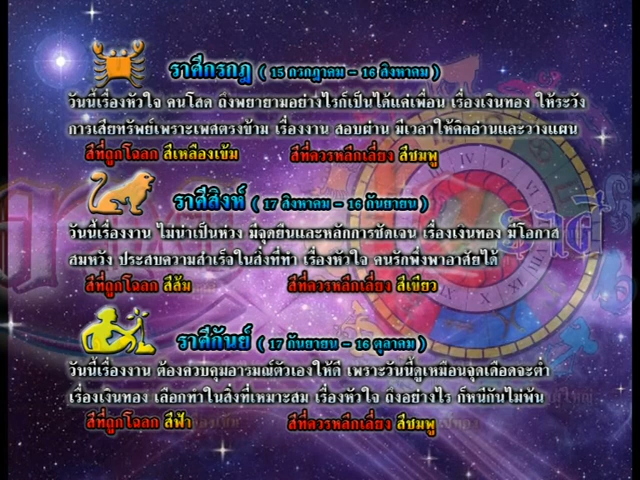 ราศีกรกฎ ( 15 กรกฎาคม - 16 สิงหาคม )
วันนี้เรื่องหัวใจ คนโสด ถึงพยายามอย่างไรก็เป็นได้แค่เพื่อน เรื่องเงินทอง ให้ระวัง
การเสียทรัพย์เพราะเพศตรงข้าม เรื่องงาน สอบผ่าน มีเวลาให้คิดอ่านและวางแผน
สีที่ถูกโฉลก สีเหลืองเข้ม สีที่ควรหลีกเลี่ยง สีชมพู
ราศีสิงห์ ( 17 สิงหาคม - 16 กันยายน )
วันนี้เรื่องงาน ไม่น่าเป็นห่วง มีจุดยืนและหลักการชัดเจน เรื่องเงินทอง มีโอกาส
สมหวัง ประสบความสำเร็จในสิ่งที่ทำ เรื่องหัวใจ คนรักพึ่งพาอาศัยได้
สีที่ถูกโฉลก สีส้ม สีที่ควรหลีกเลี่ยง สีเขียว
ราศีกันย์ ( 17 กันยายน - 16 ตุลาคม )
วันนี้เรื่องงาน ต้องควบคุมอารมณ์ตัวเองให้ดี เพราะวันนี้ดูเหมือนจุดเดือดจะต่ำ
เรื่องเงินทอง เลือกทำในสิ่งที่เหมาะสม เรื่องหัวใจ ถึงอย่างไร ก็หนีกันไม่พ้น
สีที่ถูกโฉลก สีฟ้า สีที่ควรหลีกเลี่ยง สีชมพู